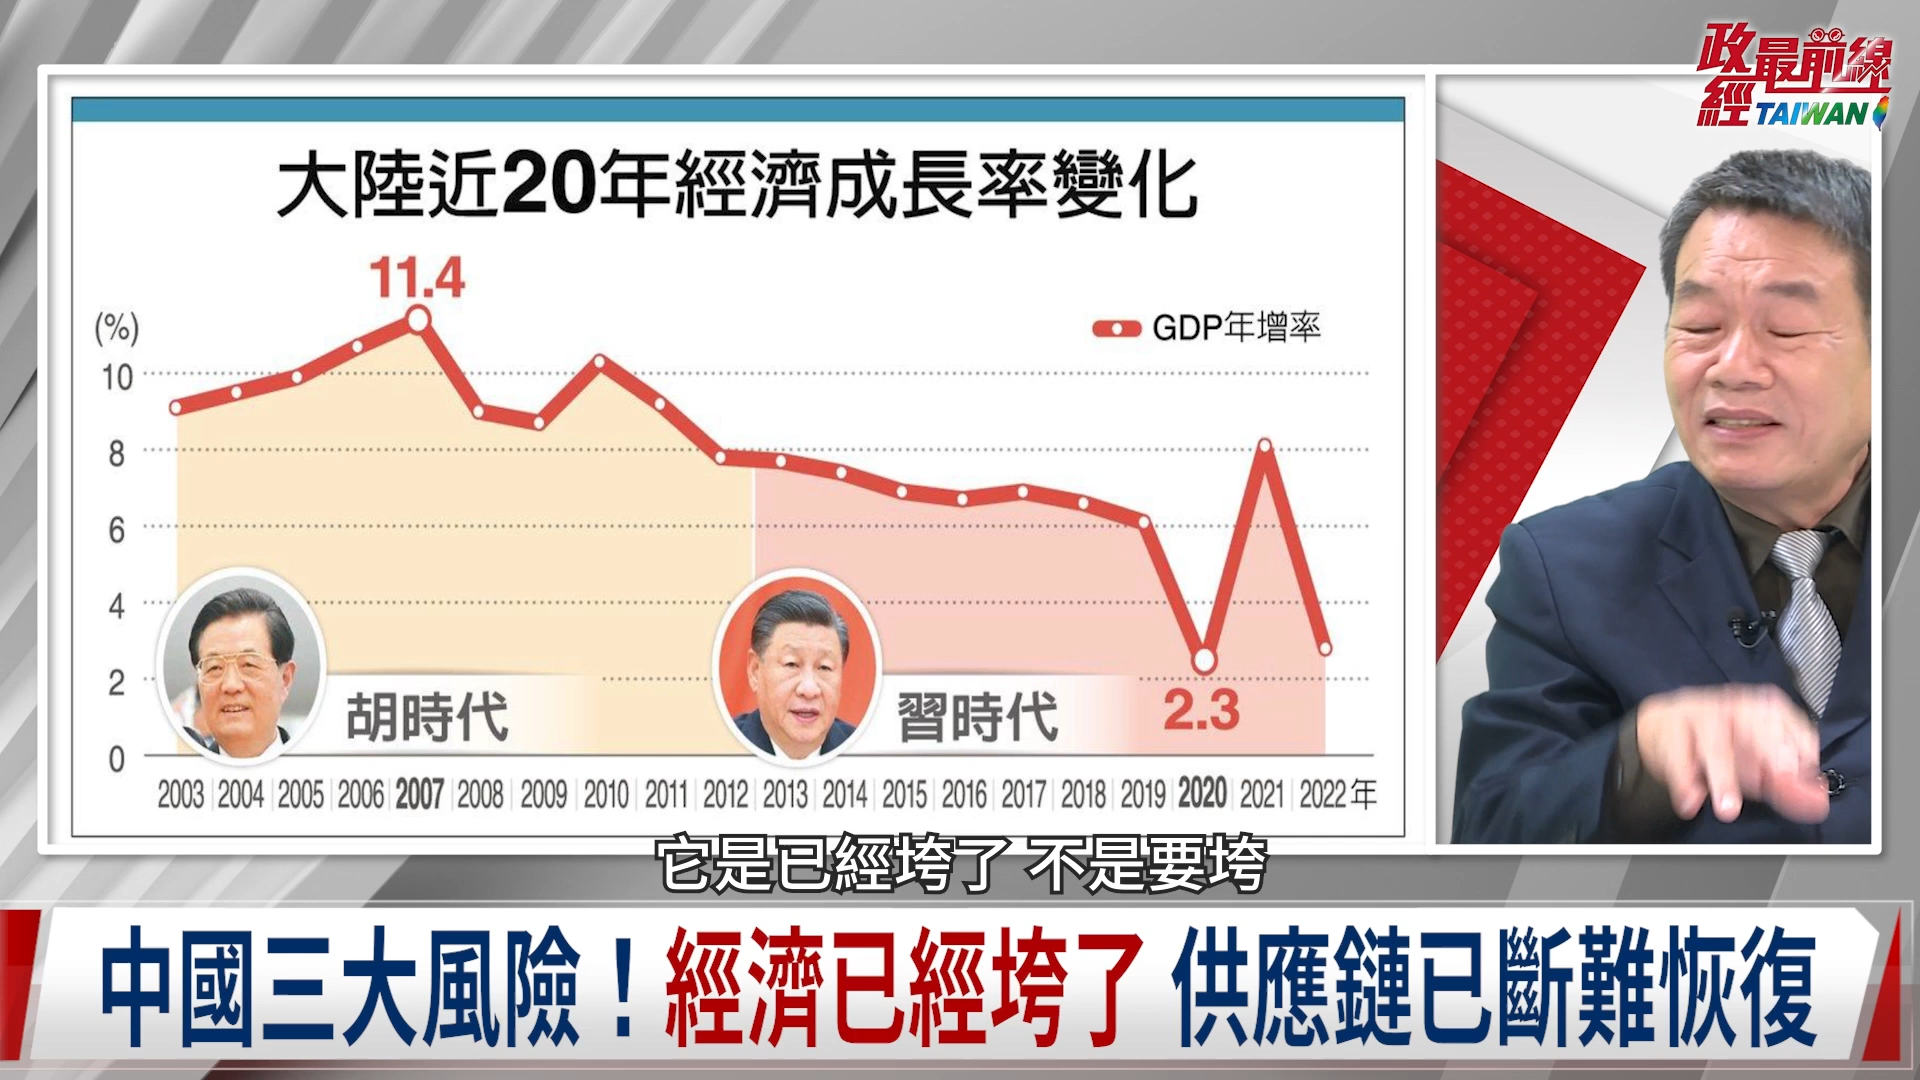 政經最前線
TAIWAN
大陸近20年經濟成長率變化
11.4
(%)
GDP年增率
10
8
6
4
2
0
胡時代
習時代
2.3
2003 2004 2005 2006 2007 2008 2009 2010 2011 2012 2013 2014 2015 2016 2017 2018 2019 2020 2021 2022年
它是已經垮了 不是要垮
中國三大風險！經濟已經垮了 供應鏈已斷難恢復